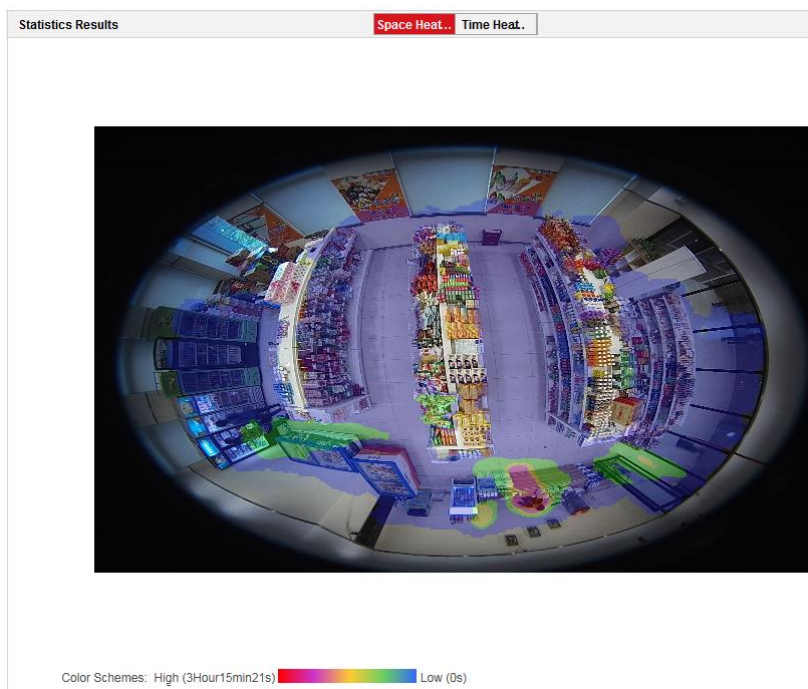 Statistics Results
Space Heat...
Time Heat..
Color Schemes: High (3Hour15min21s)
Low (0s)